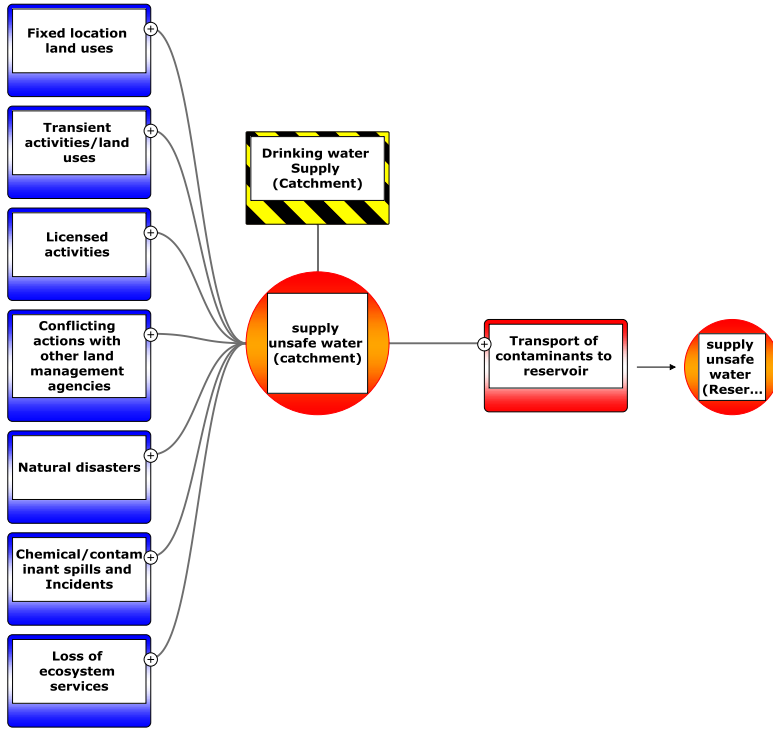 Fixed location
land uses
Transient
activities/land
uses
Licensed
activities
Conflicting
actions with
other land
management
agencies
Natural disasters
Chemical/contam
inant spills and
Incidents
Loss of
ecosystem
services
Drinking water
Supply
(Catchment)
supply
unsafe water
(catchment)
Transport of
contaminants to
reservoir
supply
unsafe
water
(Reser...